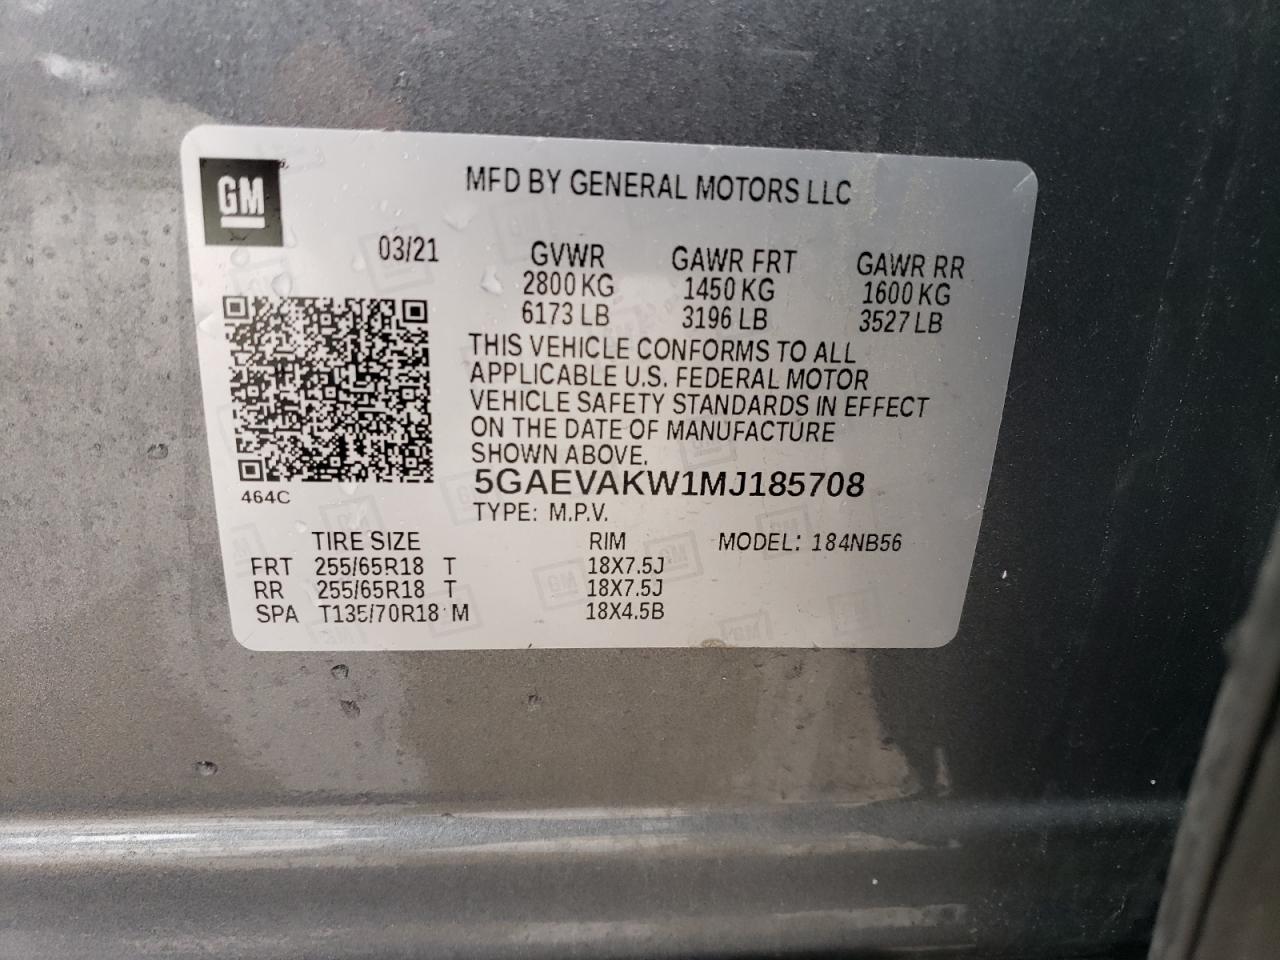 GM
MFD BY GENERAL MOTORS LLC
03/21 GVWR GAWR FRT GAWR RR
2800 KG 1450 KG 1600 KG
6173 LB 3196 LB 3527 LB
THIS VEHICLE CONFORMS TO ALL
APPLICABLE U.S. FEDERAL MOTOR
VEHICLE SAFETY STANDARDS IN EFFECT
ON THE DATE OF MANUFACTURE
SHOWN ABOVE.
464C
5GAEVAKW1MJ185708
TYPE: M.P.V.
TIRE SIZE RIM MODEL: 184NB56
FRT 255/65R18 T 18X7.5J
RR 255/65R18 T 18X7.5J
SPA T135/70R18 M 18X4.5B